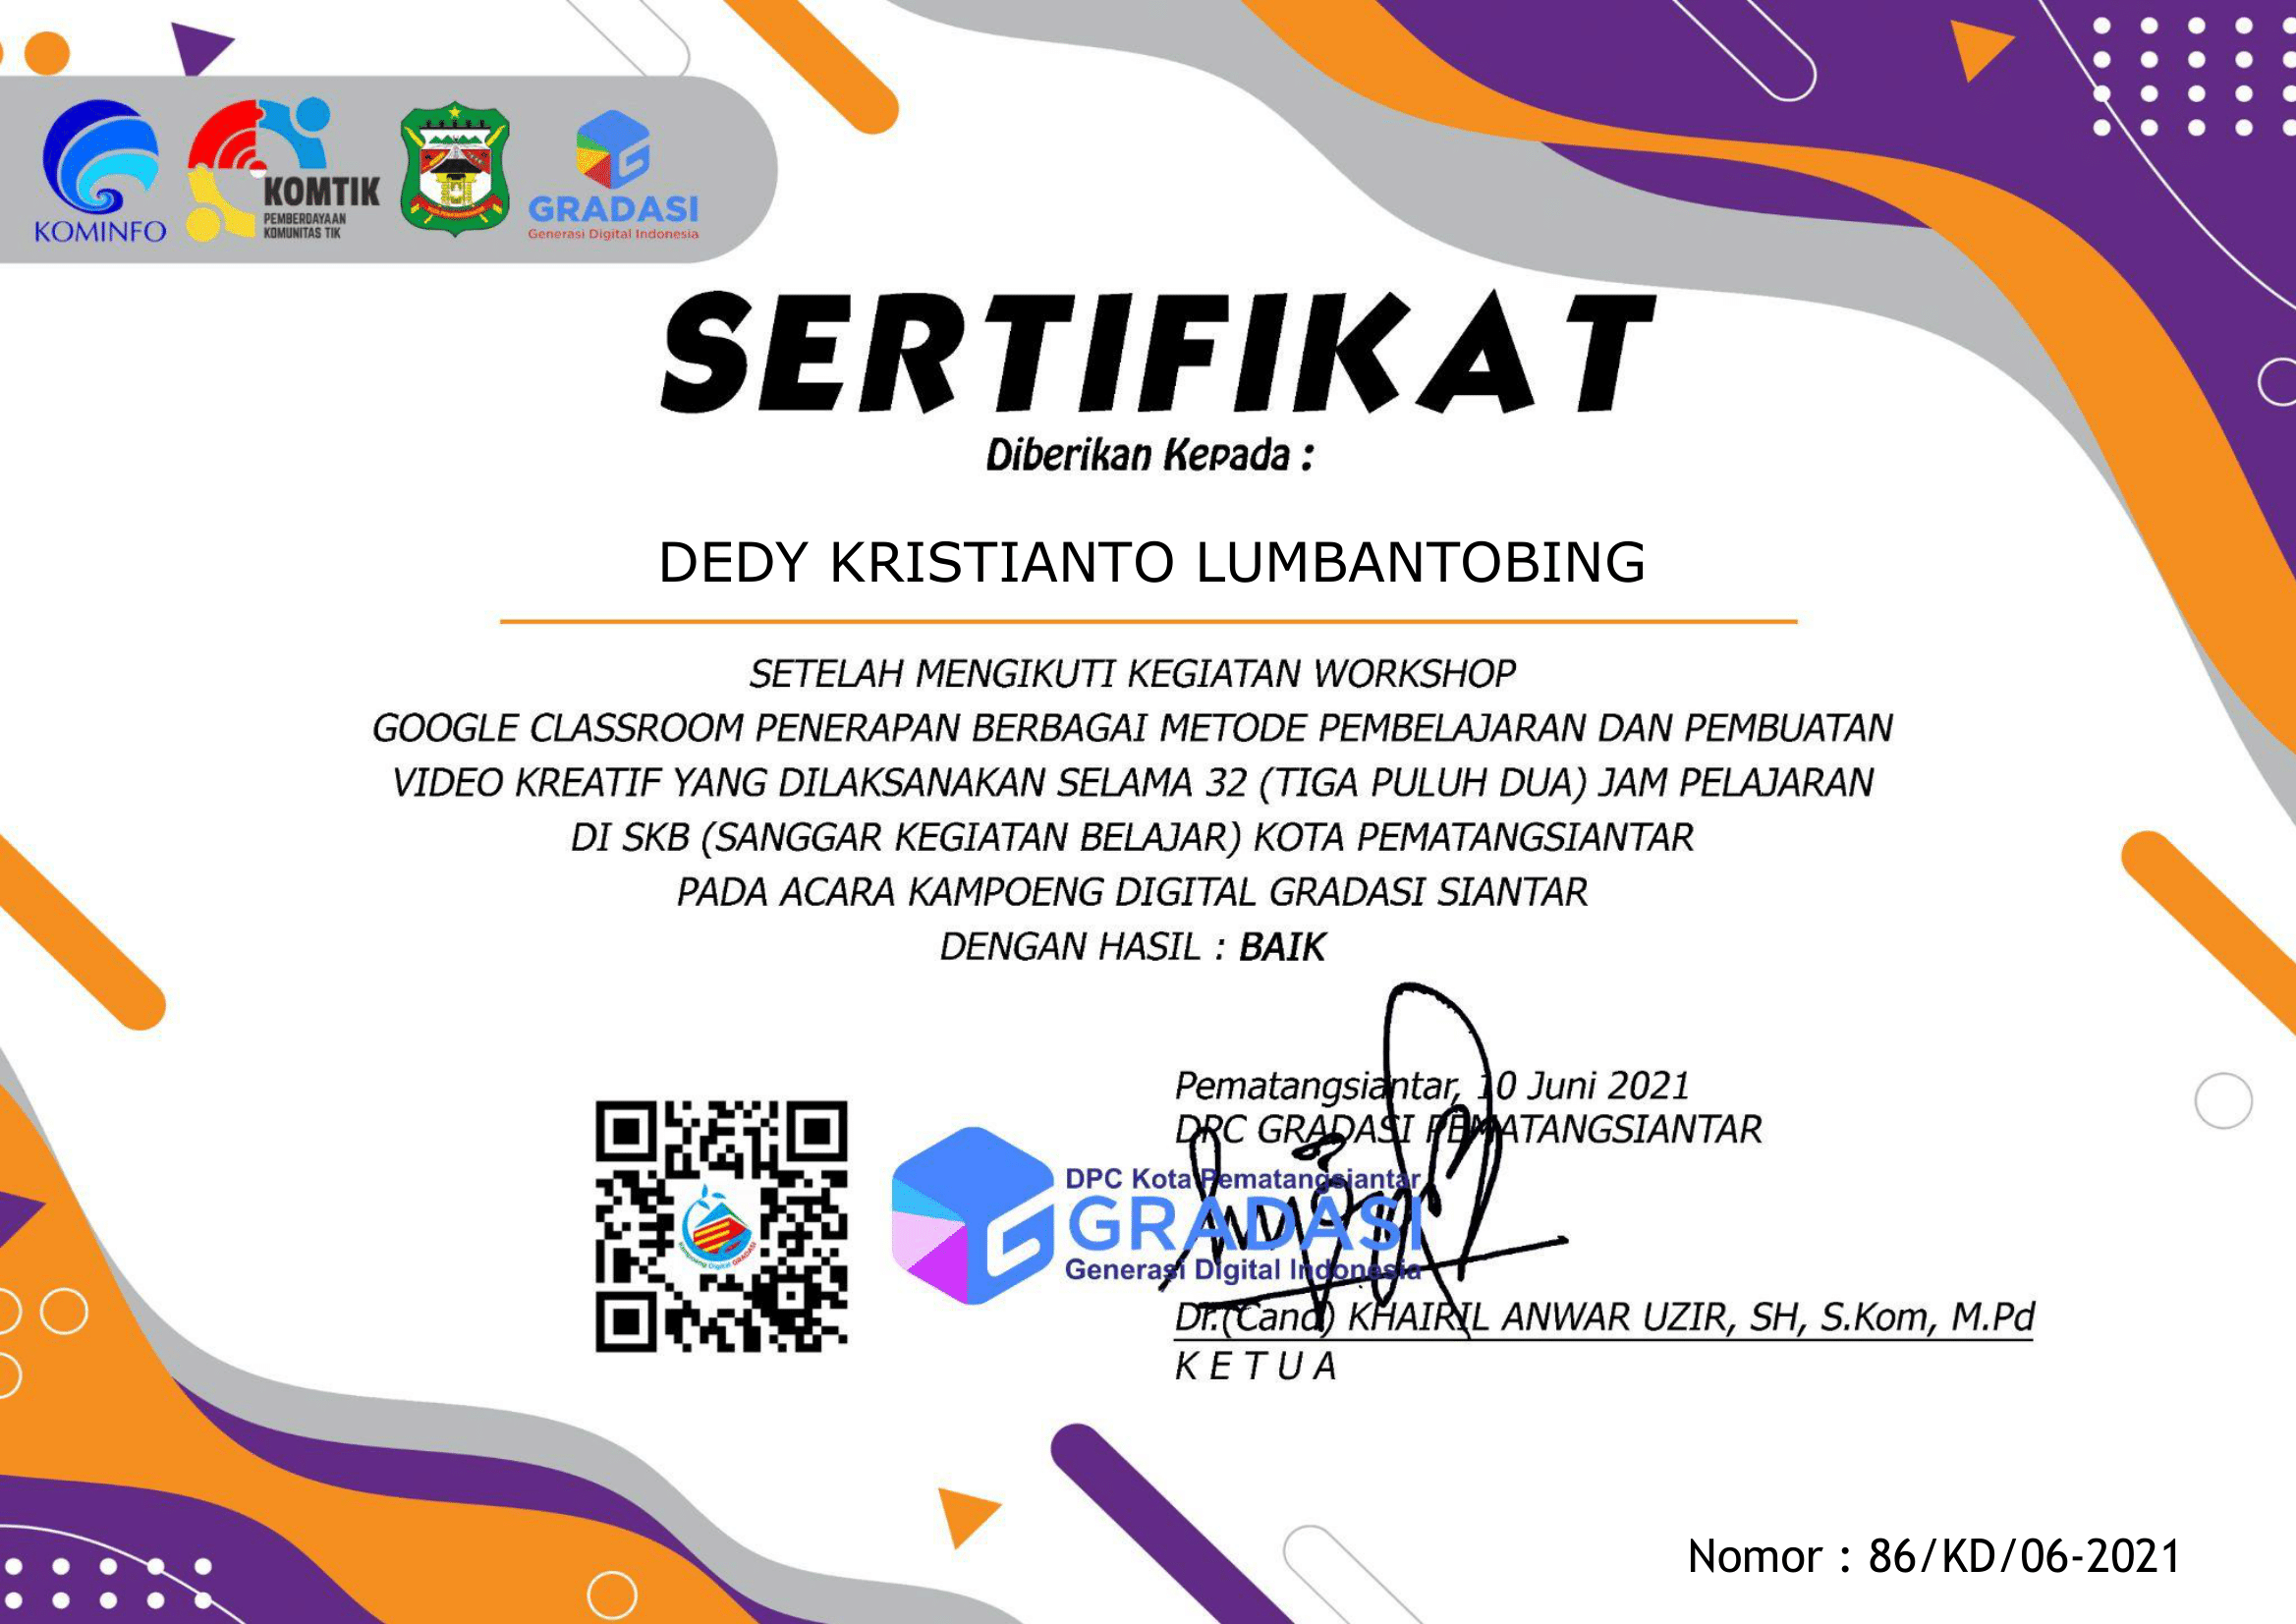 KOMINFO
KOMTIK
PEMBERDAYAAN
KOMUNITAS TIK
GRADASI
Generasi Digital Indonesia
SERTIFIKAT
Diberikan Kepada :
DEDY KRISTIANTO LUMBANTOBING
SETELAH MENGIKUTI KEGIATAN WORKSHOP
GOOGLE CLASSROOM PENERAPAN BERBAGAI METODE PEMBELAJARAN DAN PEMBUATAN
VIDEO KREATIF YANG DILAKSANAKAN SELAMA 32 (TIGA PULUH DUA) JAM PELAJARAN
DI SKB (SANGGAR KEGIATAN BELAJAR) KOTA PEMATANGSIANTAR
PADA ACARA KAMPOENG DIGITAL GRADASI SIANTAR
DENGAN HASIL : BAIK
Pematangsiantar, 10 Juni 2021
DPC GRADASI PEMATANGSIANTAR
Kampoeng Digital GRADASI
DPC Kota Pematangsiantar
GRADASI
Generasi Digital Indonesia
Dr.(Cand) KHAIRIL ANWAR UZIR, SH, S.Kom, M.Pd
K E T U A
Nomor : 86/KD/06-2021